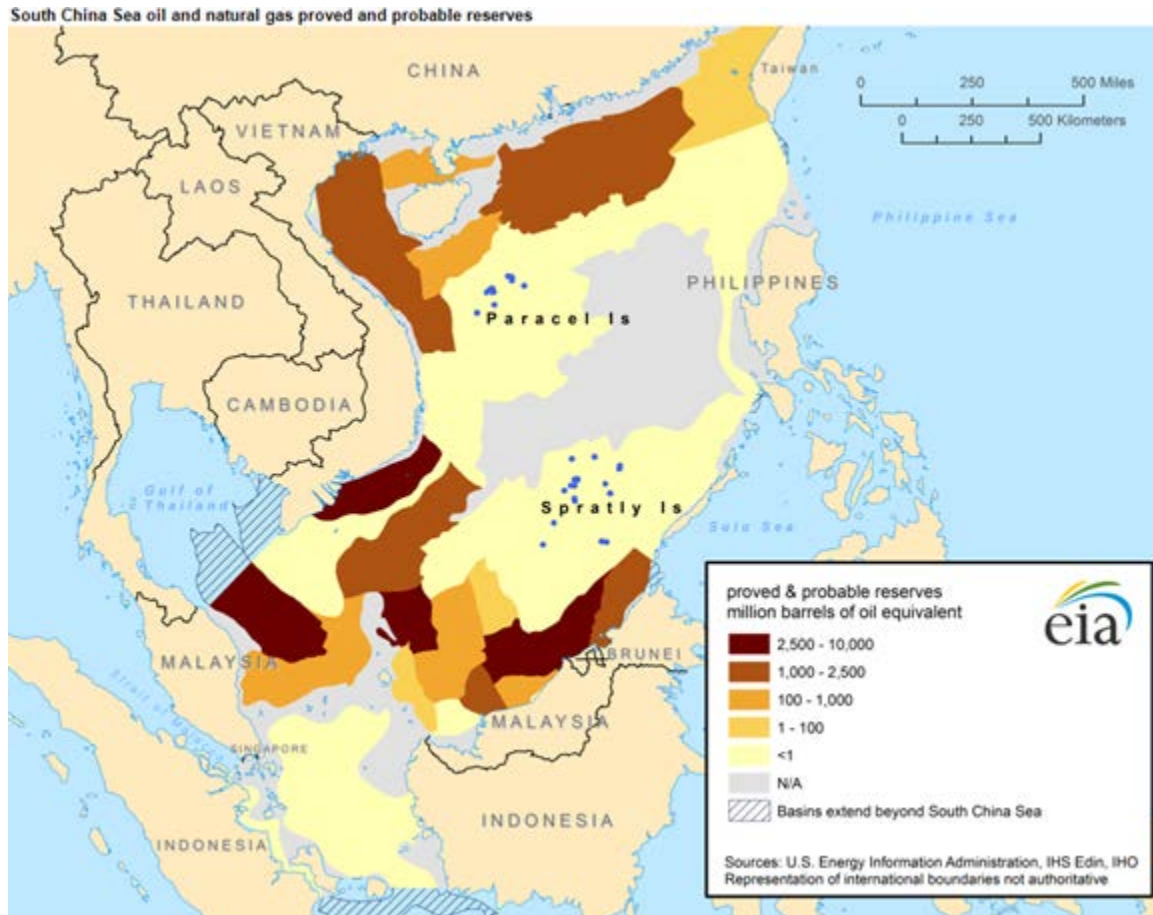 South China Sea oil and natural gas proved and probable reserves
CHINA
Taiwan
0 250 500 Miles
0 250 500 Kilometers
VIETNAM
LAOS
Philippine Sea
THAILAND
PHILIPPINES
Paracel Is
CAMBODIA
Gulf of
Thailand
Spratly Is
Sulu Sea
MALAYSIA
BRUNEI
Strait of
MALAYSIA
SINGAPORE
INDONESIA
INDONESIA
proved & probable reserves
million barrels of oil equivalent
eia
2,500 - 10,000
1,000 - 2,500
100 - 1,000
1 - 100
<1
N/A
Basins extend beyond South China Sea
Sources: U.S. Energy Information Administration, IHS Edin, IHO
Representation of international boundaries not authoritative